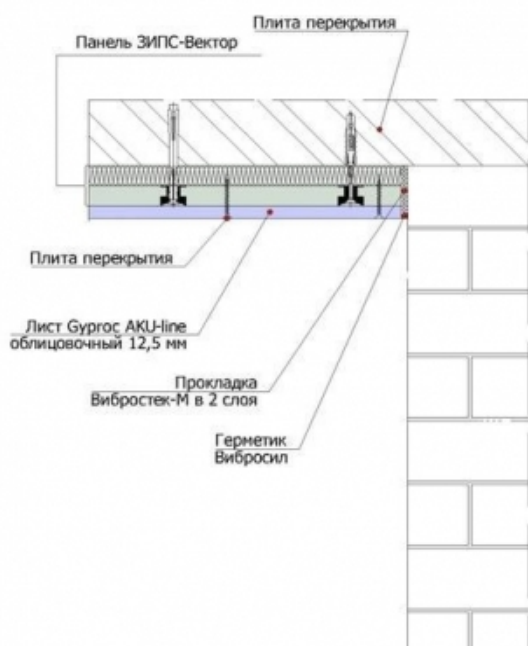 Плита перекрытия
Панель ЗИПС-Вектор
Плита перекрытия
Лист Gyproc AKU-line
облицовочный 12,5 мм
Прокладка
Вибростек-М в 2 слоя
Герметик
Вибросил